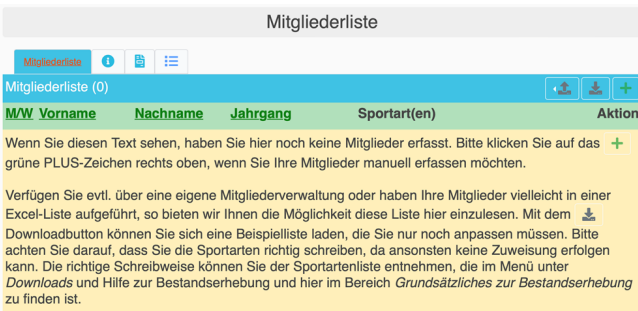 Mitgliederliste
Mitgliederliste
Mitgliederliste (0)
M/W Vorname Nachname Jahrgang Sportart(en) Aktion
Wenn Sie diesen Text sehen, haben Sie hier noch keine Mitglieder erfasst. Bitte klicken Sie auf das +
grüne PLUS-Zeichen rechts oben, wenn Sie Ihre Mitglieder manuell erfassen möchten.
Verfügen Sie evtl. über eine eigene Mitgliederverwaltung oder haben Ihre Mitglieder vielleicht in einer
Excel-Liste aufgeführt, so bieten wir Ihnen die Möglichkeit diese Liste hier einzulesen. Mit dem
Downloadbutton können Sie sich eine Beispielliste laden, die Sie nur noch anpassen müssen. Bitte
achten Sie darauf, dass Sie die Sportarten richtig schreiben, da ansonsten keine Zuweisung erfolgen
kann. Die richtige Schreibweise können Sie der Sportartenliste entnehmen, die im Menü unter
Downloads und Hilfe zur Bestandserhebung und hier im Bereich Grundsätzliches zur Bestandserhebung
zu finden ist.